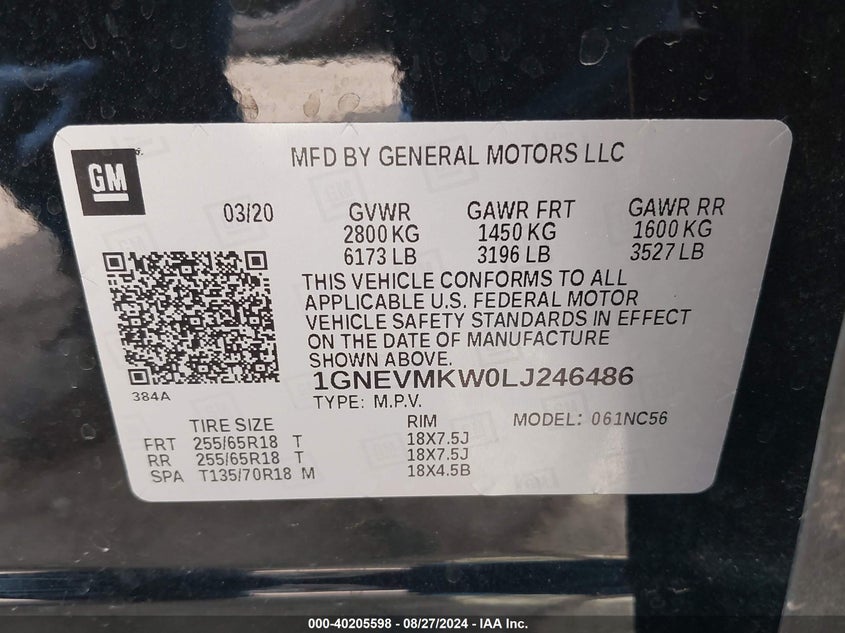 GM
MFD BY GENERAL MOTORS LLC
03/20 GVWR GAWR FRT GAWR RR
2800 KG 1450 KG 1600 KG
6173 LB 3196 LB 3527 LB
THIS VEHICLE CONFORMS TO ALL
APPLICABLE U.S. FEDERAL MOTOR
VEHICLE SAFETY STANDARDS IN EFFECT
ON THE DATE OF MANUFACTURE
SHOWN ABOVE.
384A
1GNEVMKW0LJ246486
TYPE: M.P.V.
TIRE SIZE RIM MODEL: 061NC56
FRT 255/65R18 T 18X7.5J
RR 255/65R18 T 18X7.5J
SPA T135/70R18 M 18X4.5B
000-40205598 - 08/27/2024 - IAA Inc.